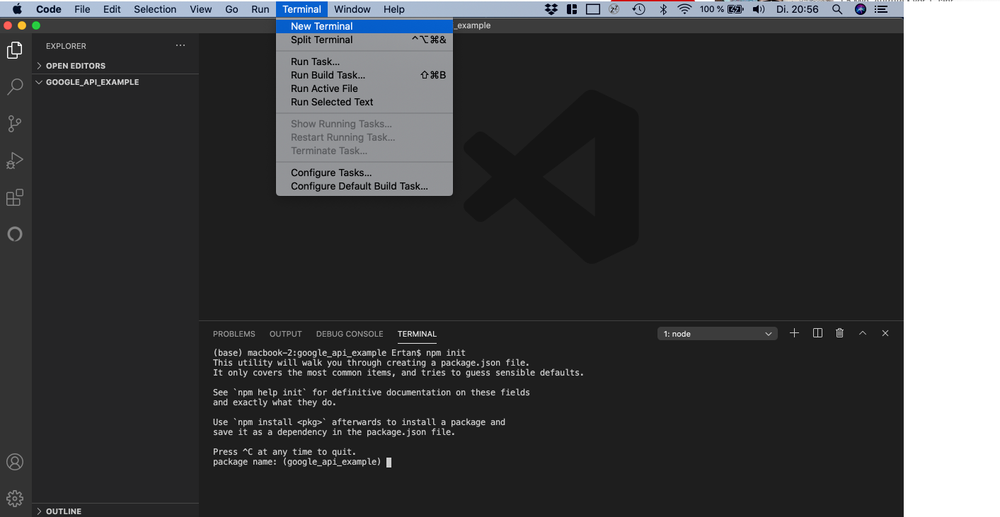 Code File Edit Selection View Go Run Terminal Window Help 100 % Di. 20:56
New Terminal
_example
Split Terminal ^⌥⌘&
EXPLORER
Run Task...
OPEN EDITORS
Run Build Task... ⇧⌘B
GOOGLE_API_EXAMPLE
Run Active File
Run Selected Text
Show Running Tasks...
Restart Running Task...
Terminate Task...
Configure Tasks...
Configure Default Build Task...
PROBLEMS OUTPUT DEBUG CONSOLE TERMINAL 1: node
(base) macbook-2:google_api_example Ertan$ npm init
This utility will walk you through creating a package.json file.
It only covers the most common items, and tries to guess sensible defaults.
See `npm help init` for definitive documentation on these fields
and exactly what they do.
Use `npm install <pkg>` afterwards to install a package and
save it as a dependency in the package.json file.
Press ^C at any time to quit.
package name: (google_api_example)
OUTLINE